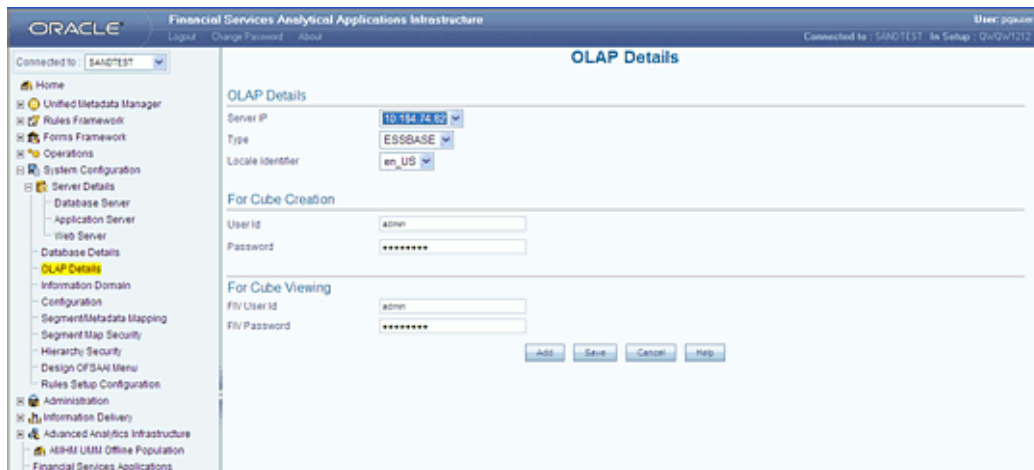 ORACLE
Financial Services Analytical Applications Infrastructure
User:
Logout Change Password About
Connected to : SANDTEST In Setup : QWQW1212
Connected to : SANDTEST
OLAP Details
Home
Unified Metadata Manager
Rules Framework
Forms Framework
Operations
System Configuration
Server Details
Database Server
Application Server
Web Server
Database Details
OLAP Details
Information Domain
Configuration
Segment/Metadata Mapping
Segment Map Security
Hierarchy Security
Design OFSAAI Menu
Rules Setup Configuration
Administration
Information Delivery
Advanced Analytics Infrastructure
UMM Offline Population
Financial Services Applications
OLAP Details
Server IP 10.184.74.62
Type ESSBASE
Locale Identifier en_US
For Cube Creation
User Id admin
Password ********
For Cube Viewing
FIV User Id admin
FIV Password ********
Add Save Cancel Help